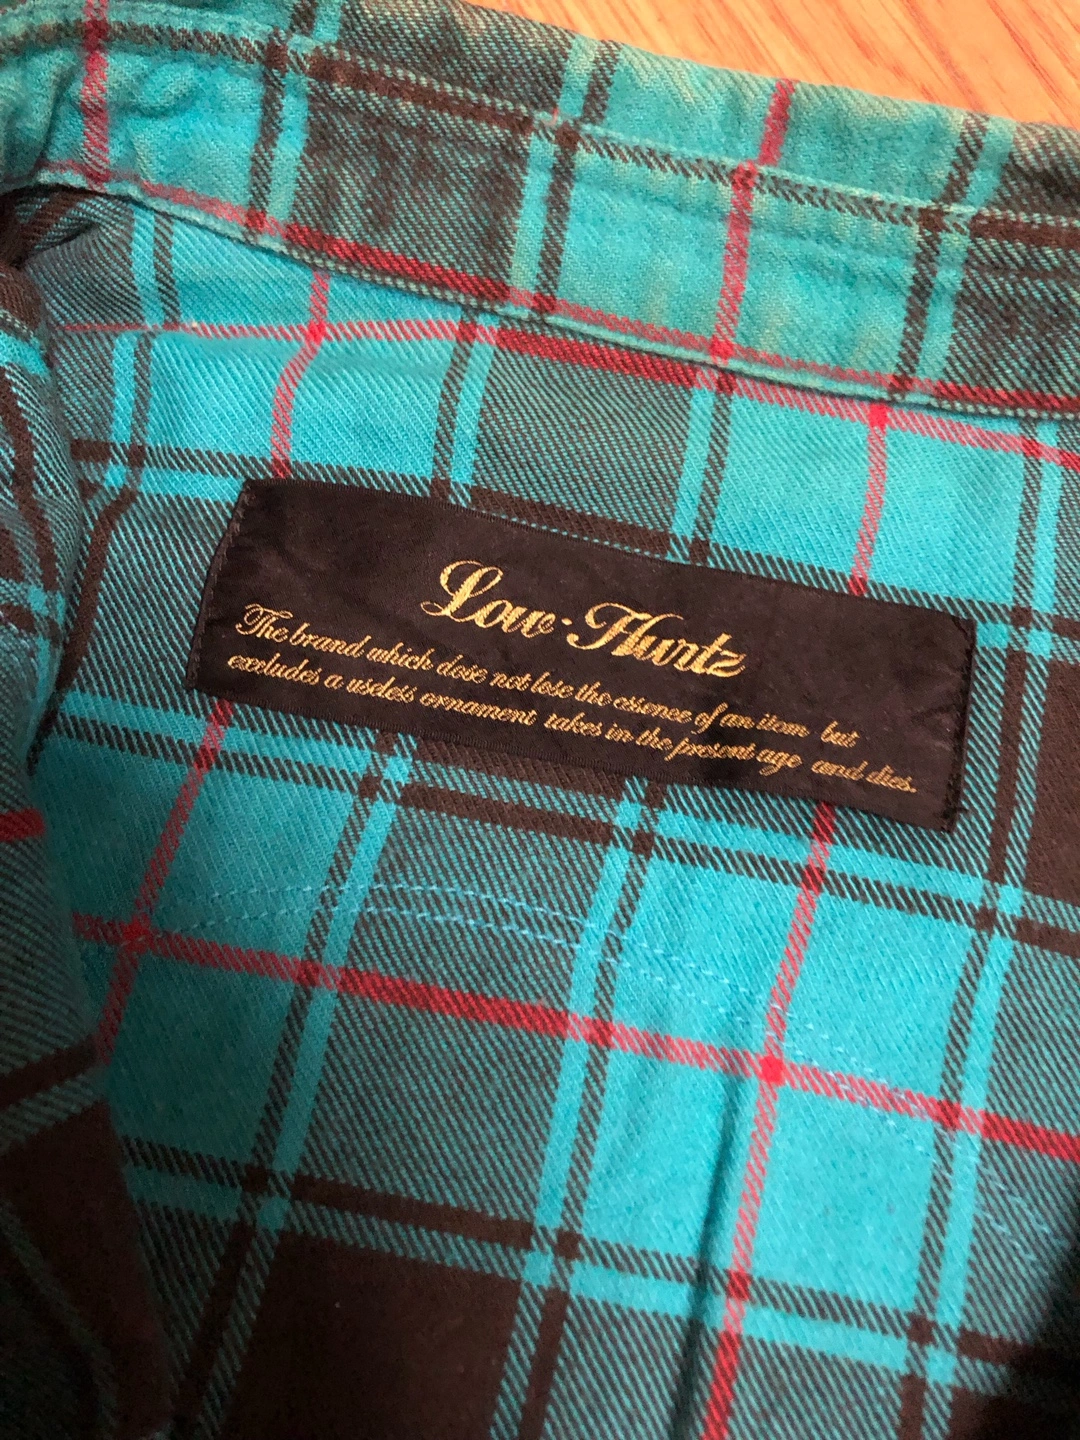 Low·Hurtz
The brand which dose not lose the essence of an item but
excludes a useless ornament takes in the present age and dies.